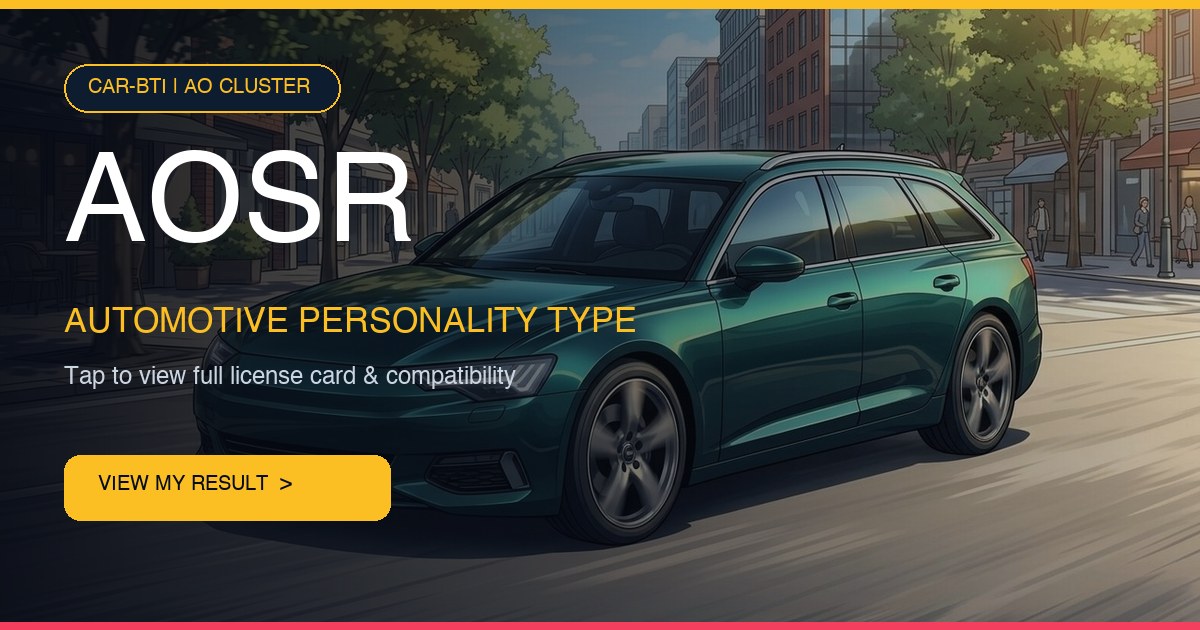 CAR-BTI | AO CLUSTER
AOSR
AUTOMOTIVE PERSONALITY TYPE
Tap to view full license card & compatibility
VIEW MY RESULT >